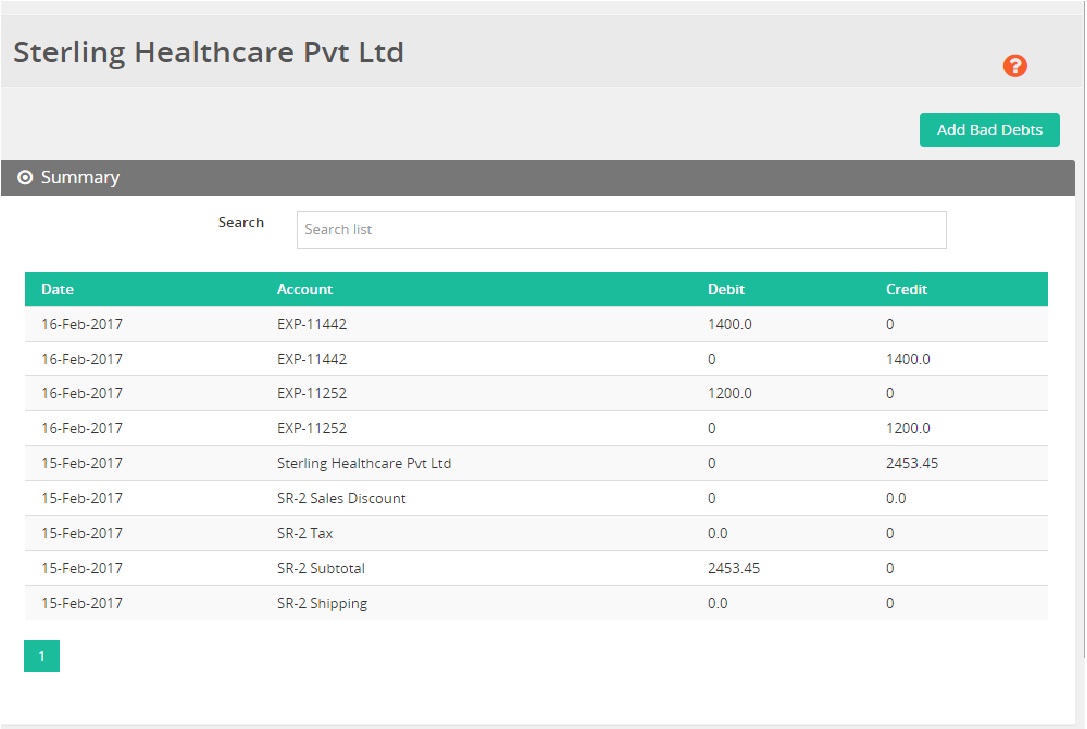 Sterling Healthcare Pvt Ltd
?
Add Bad Debts
Summary
Search Search list
Date Account Debit Credit
16-Feb-2017 EXP-11442 1400.0 0
16-Feb-2017 EXP-11442 0 1400.0
16-Feb-2017 EXP-11252 1200.0 0
16-Feb-2017 EXP-11252 0 1200.0
15-Feb-2017 Sterling Healthcare Pvt Ltd 0 2453.45
15-Feb-2017 SR-2 Sales Discount 0 0.0
15-Feb-2017 SR-2 Tax 0.0 0
15-Feb-2017 SR-2 Subtotal 2453.45 0
15-Feb-2017 SR-2 Shipping 0.0 0
1